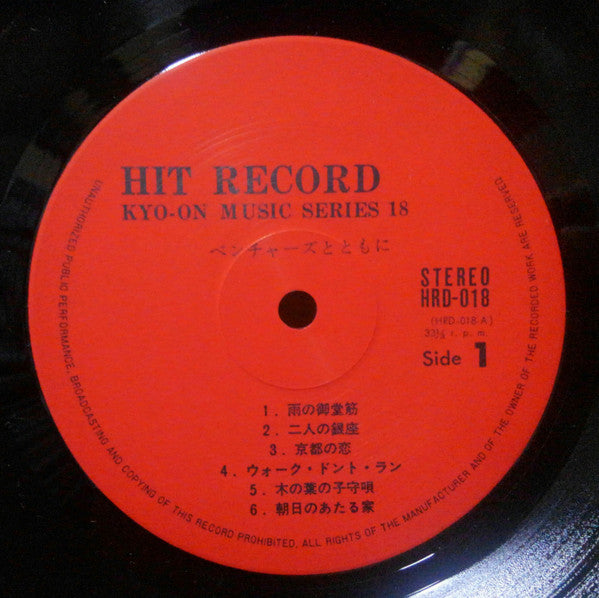 HIT RECORD
KYO-ON MUSIC SERIES 18
ベンチャーズとともに
STEREO
HRD-018
(HRD-018-A)
33⅓ r. p. m.
Side 1
1．雨の御堂筋
2．二人の銀座
3．京都の恋
4．ウォーク・ドント・ラン
5．木の葉の子守唄
6．朝日のあたる家
UNAUTHORIZED PUBLIC PERFORMANCE, BROADCASTING AND COPYING OF THIS RECORD PROHIBITED, ALL RIGHTS OF THE MANUFACTURER AND OF THE OWNER OF THE RECORDED WORK ARE RESERVED.